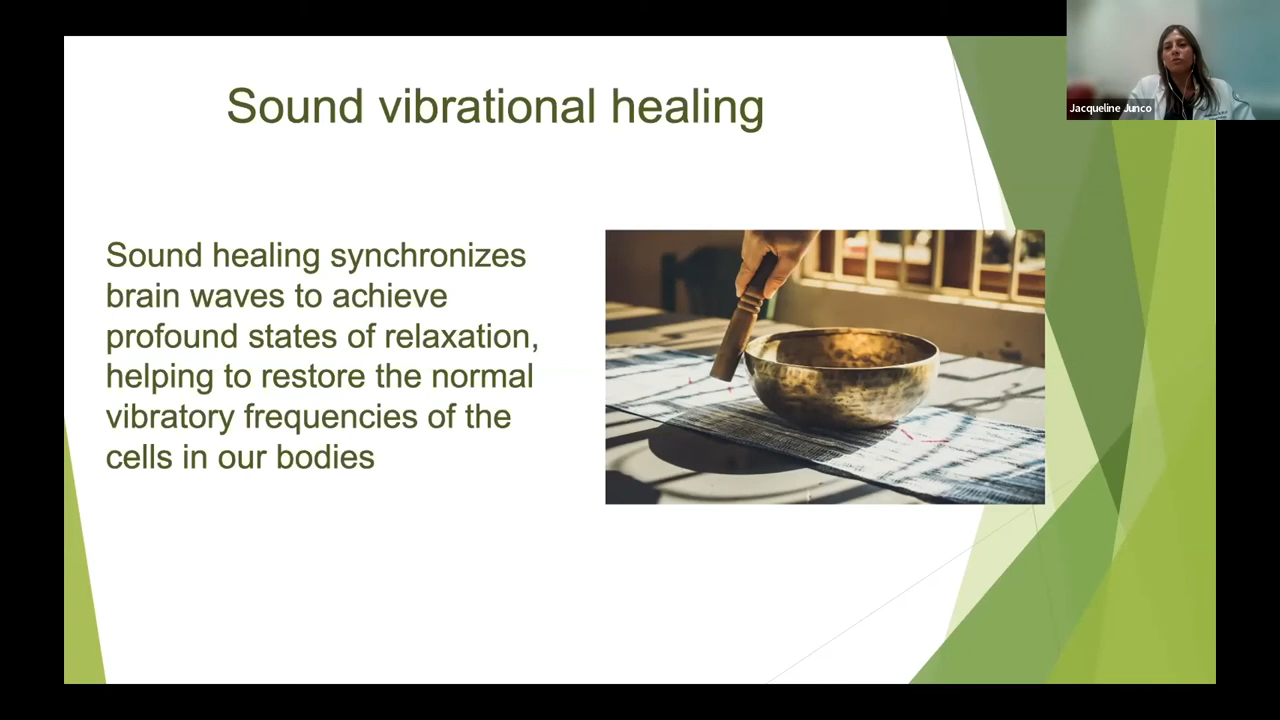 Sound vibrational healing
Jacqueline Junco
Sound healing synchronizes
brain waves to achieve
profound states of relaxation,
helping to restore the normal
vibratory frequencies of the
cells in our bodies